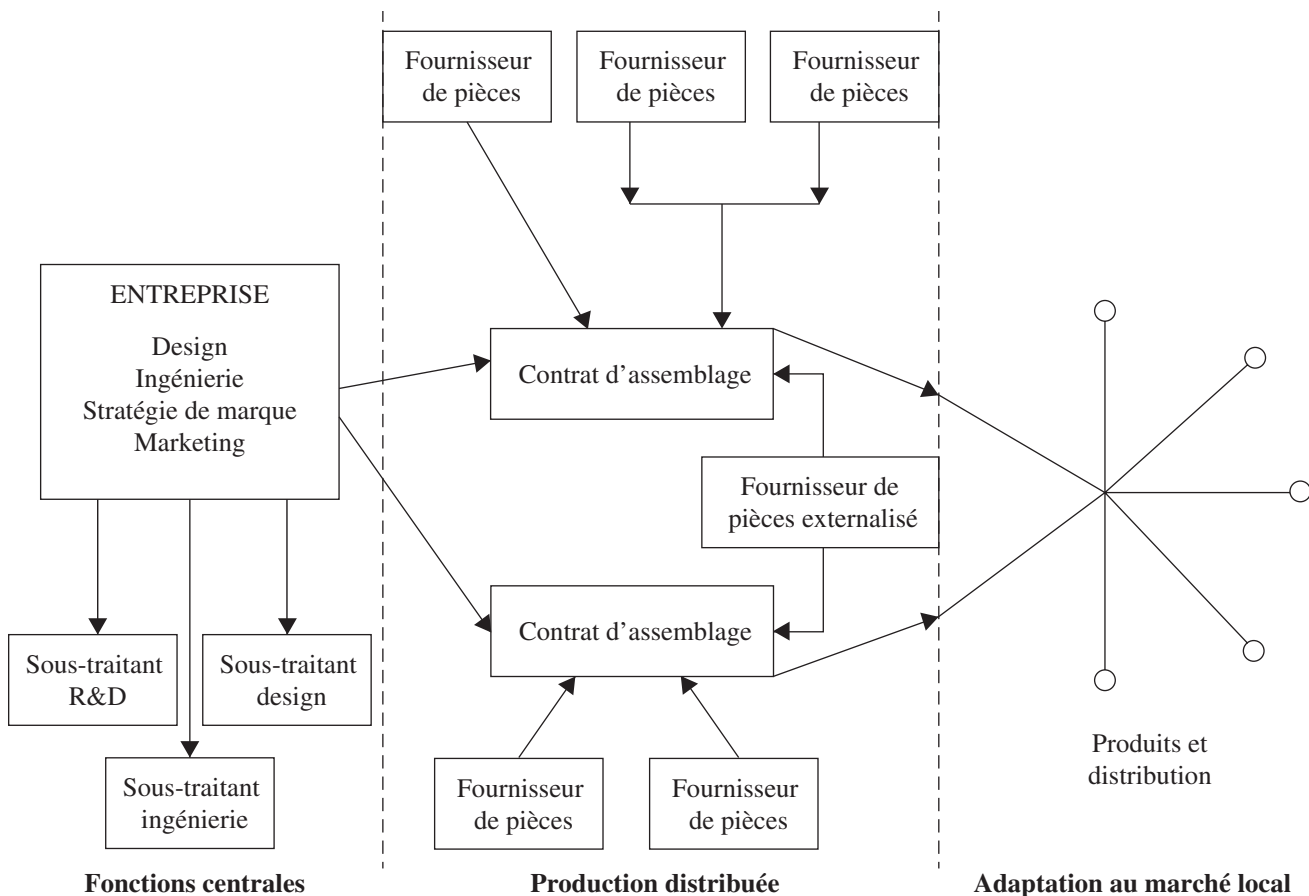 Fournisseur
de pièces
Fournisseur
de pièces
Fournisseur
de pièces
ENTREPRISE
Design
Ingénierie
Stratégie de marque
Marketing
Contrat d’assemblage
Fournisseur de
pièces externalisé
Contrat d’assemblage
Sous-traitant
R&D
Sous-traitant
design
Sous-traitant
ingénierie
Fournisseur
de pièces
Fournisseur
de pièces
Produits et
distribution
Fonctions centrales
Production distribuée
Adaptation au marché local